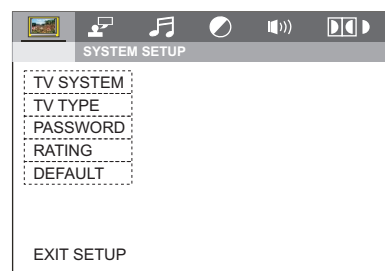 SYSTEM SETUP
TV SYSTEM
TV TYPE
PASSWORD
RATING
DEFAULT
EXIT SETUP